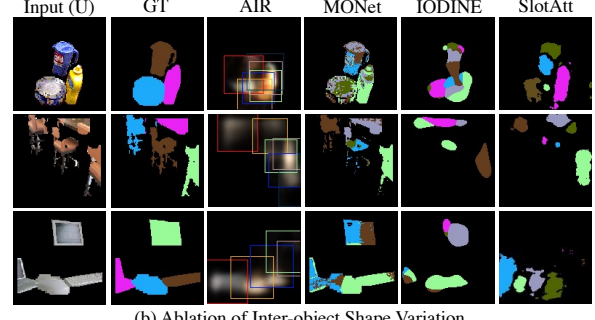 Input (U) GT AIR MONet IODINE SlotAtt
(b) Ablation of Inter-object Shape Variation